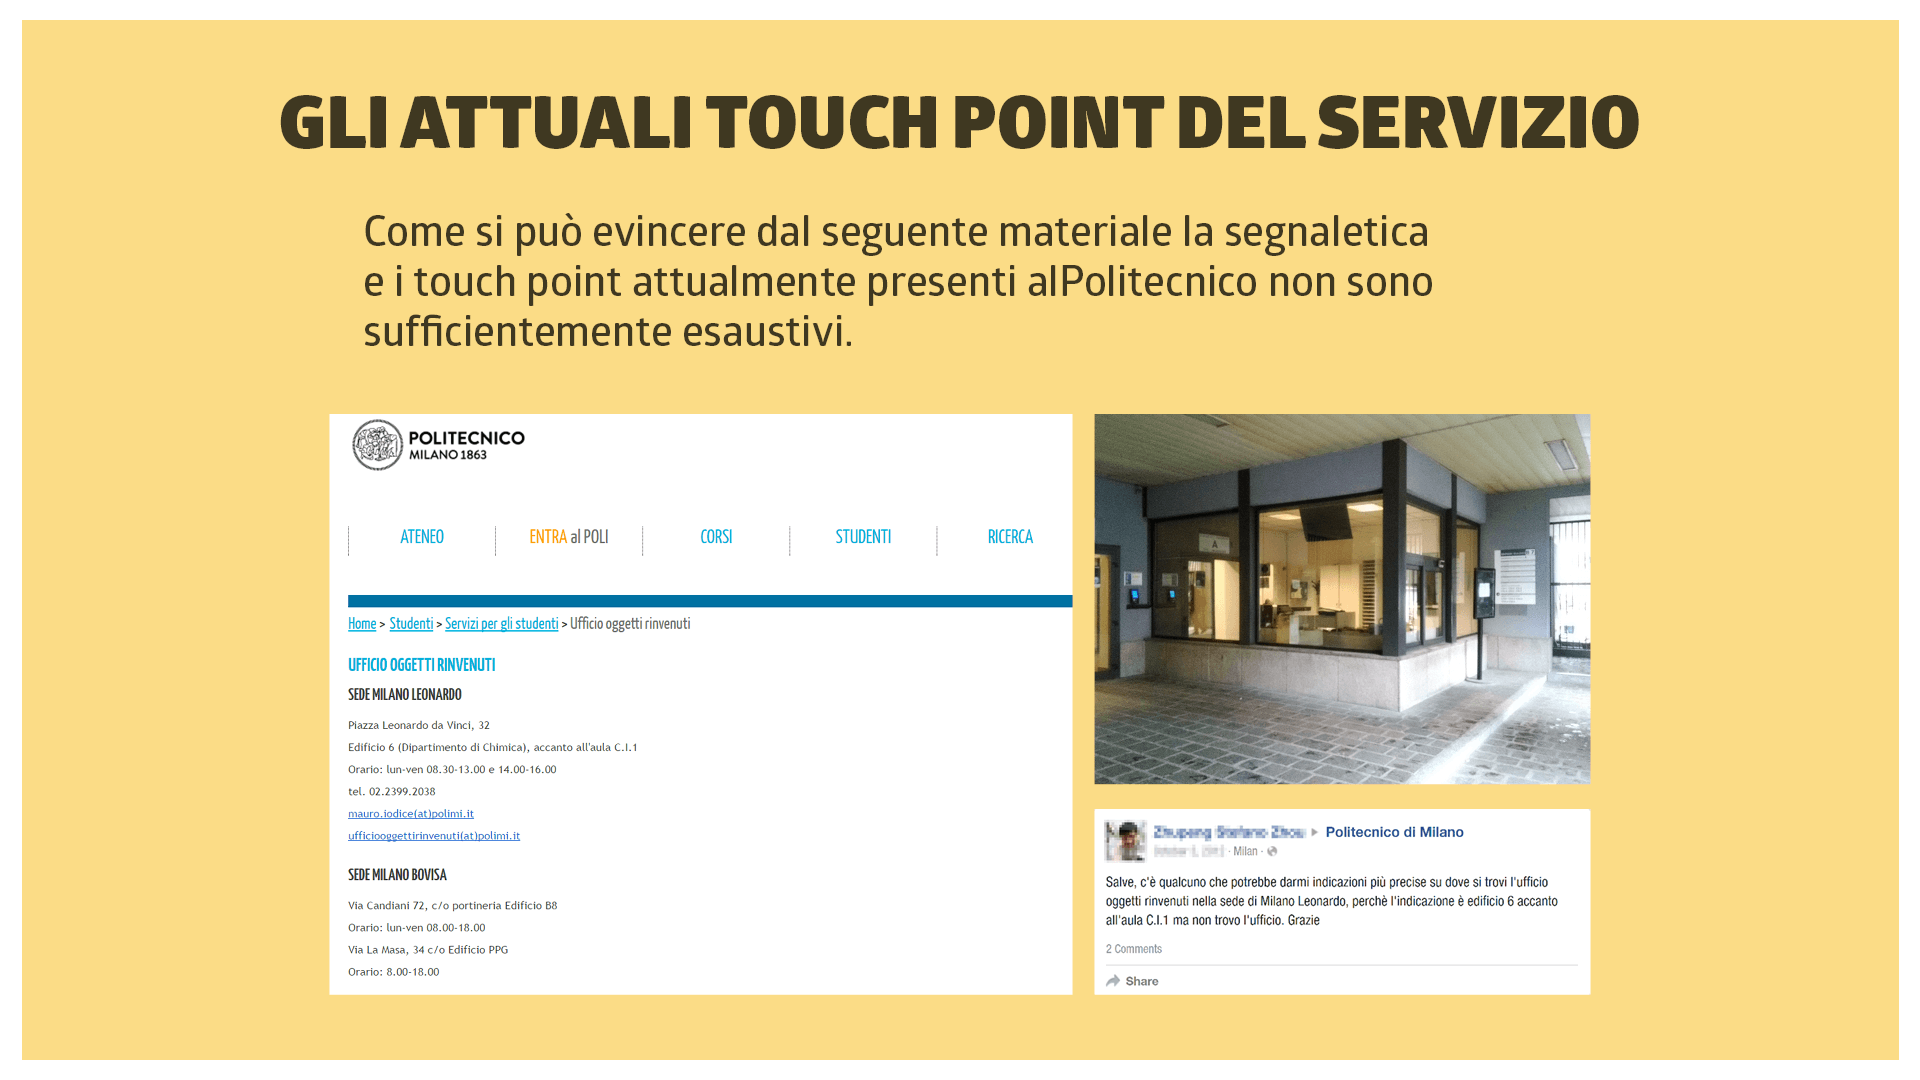 GLI ATTUALI TOUCH POINT DEL SERVIZIO
Come si può evincere dal seguente materiale la segnaletica
e i touch point attualmente presenti alPolitecnico non sono
sufficientemente esaustivi.
POLITECNICO
MILANO 1863
ATENEO
ENTRA al POLI
CORSI
STUDENTI
RICERCA
Home > Studenti > Servizi per gli studenti > Ufficio oggetti rinvenuti
UFFICIO OGGETTI RINVENUTI
SEDE MILANO LEONARDO
Piazza Leonardo da Vinci, 32
Edificio 6 (Dipartimento di Chimica), accanto all'aula C.I.1
Orario: lun-ven 08.30-13.00 e 14.00-16.00
tel. 02.2399.2038
mauro.iodice(at)polimi.it
ufficiooggettirinvenuti(at)polimi.it
SEDE MILANO BOVISA
Via Candiani 72, c/o portineria Edificio B8
Orario: lun-ven 08.00-18.00
Via La Masa, 34 c/o Edificio PPG
Orario: 8.00-18.00
A
Politecnico di Milano
· Milan ·
Salve, c'è qualcuno che potrebbe darmi indicazioni più precise su dove si trovi l'ufficio
oggetti rinvenuti nella sede di Milano Leonardo, perchè l'indicazione è edificio 6 accanto
all'aula C.I.1 ma non trovo l'ufficio. Grazie
2 Comments
Share